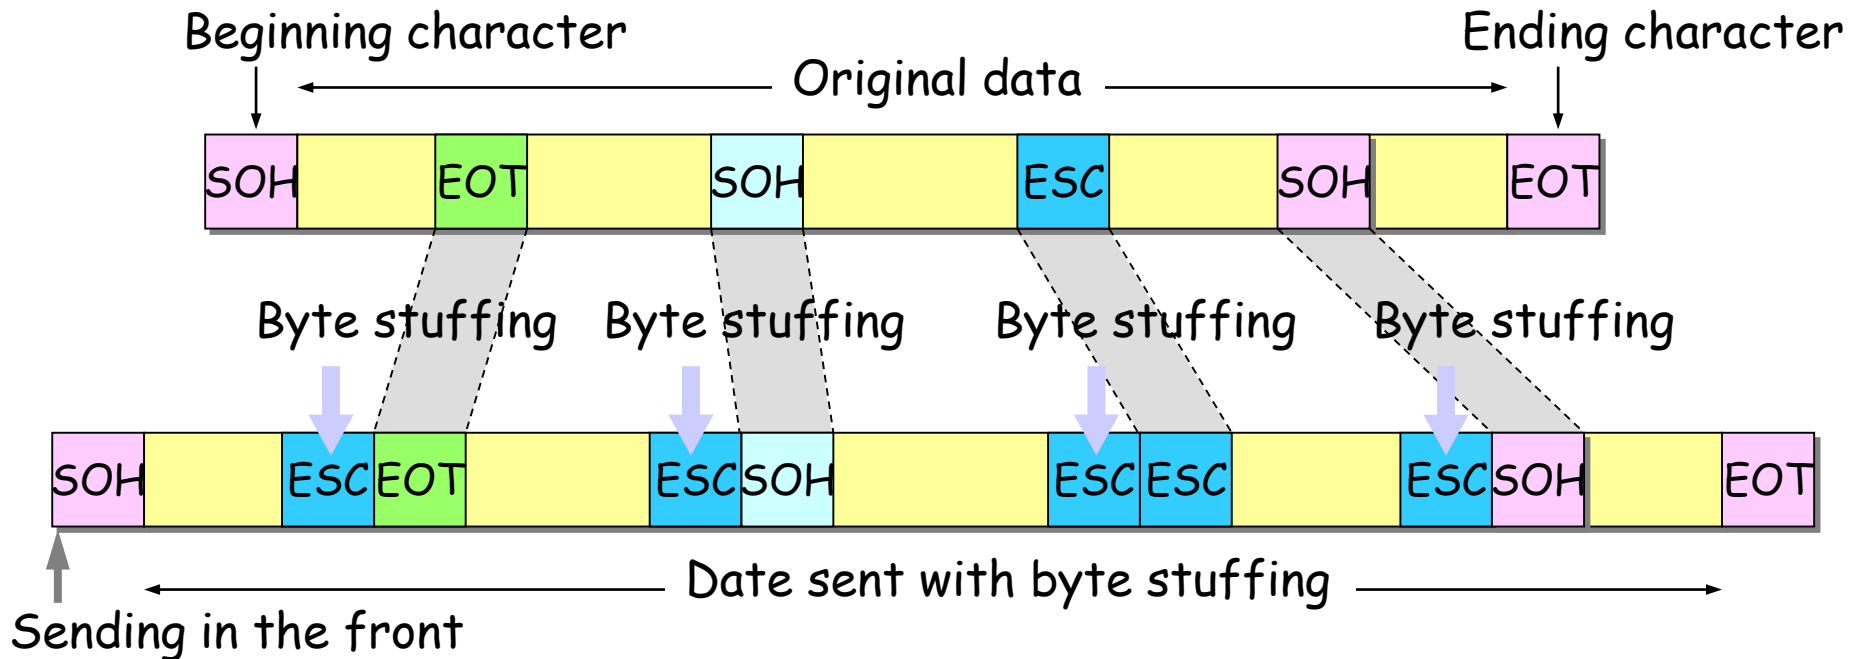 Beginning character
Ending character
Original data
SOH EOT SOH ESC SOH EOT
Byte stuffing Byte stuffing Byte stuffing Byte stuffing
SOH ESC EOT ESC SOH ESC ESC ESC SOH EOT
Date sent with byte stuffing
Sending in the front